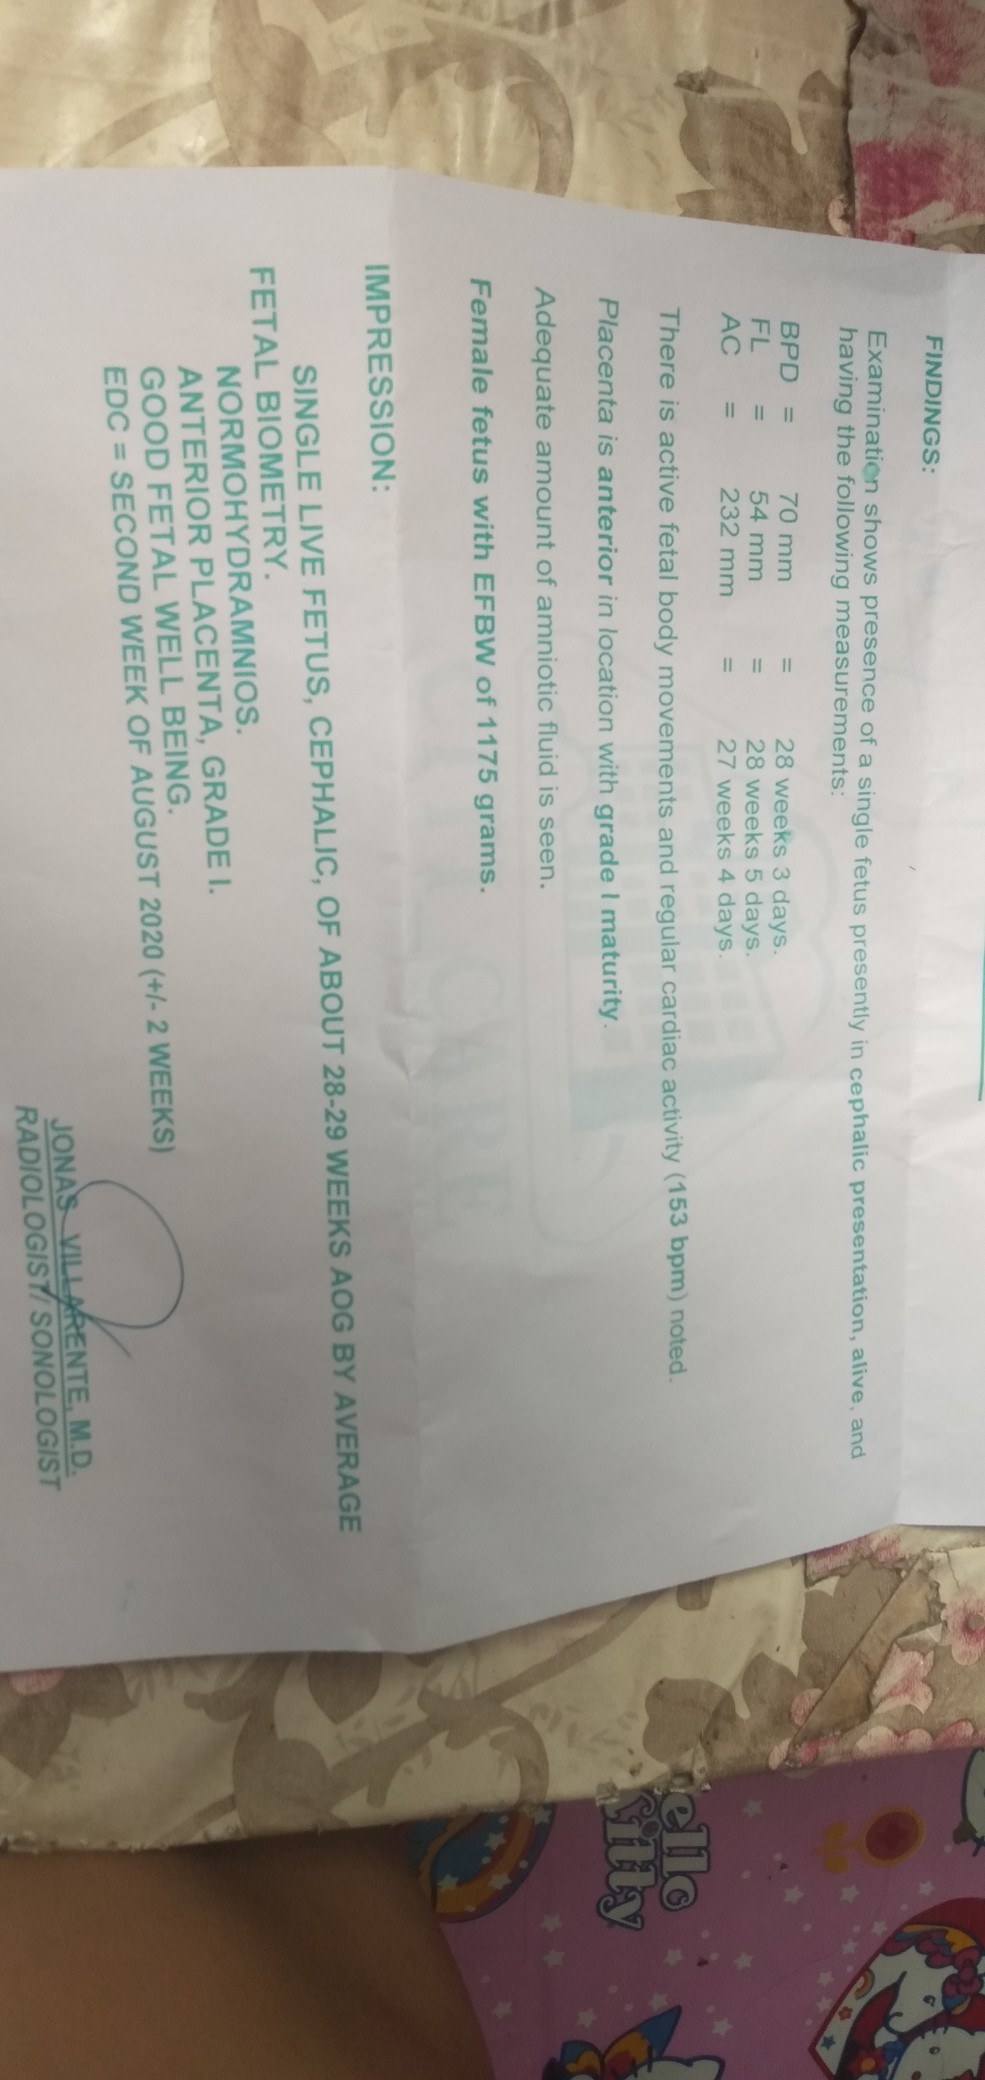 FINDINGS:
Examination shows presence of a single fetus presently in cephalic presentation, alive, and
having the following measurements:
BPD = 70 mm = 28 weeks 3 days.
FL = 54 mm = 28 weeks 5 days.
AC = 232 mm = 27 weeks 4 days.
There is active fetal body movements and regular cardiac activity (153 bpm) noted.
Placenta is anterior in location with grade I maturity.
Adequate amount of amniotic fluid is seen.
Female fetus with EFBW of 1175 grams.
IMPRESSION:
SINGLE LIVE FETUS, CEPHALIC, OF ABOUT 28-29 WEEKS AOG BY AVERAGE
FETAL BIOMETRY.
NORMOHYDRAMNIOS.
ANTERIOR PLACENTA, GRADE I.
GOOD FETAL WELL BEING.
EDC = SECOND WEEK OF AUGUST 2020 (+/- 2 WEEKS)
JONAS VILLARENTE, M.D.
RADIOLOGIST/ SONOLOGIST
ello
Kitty